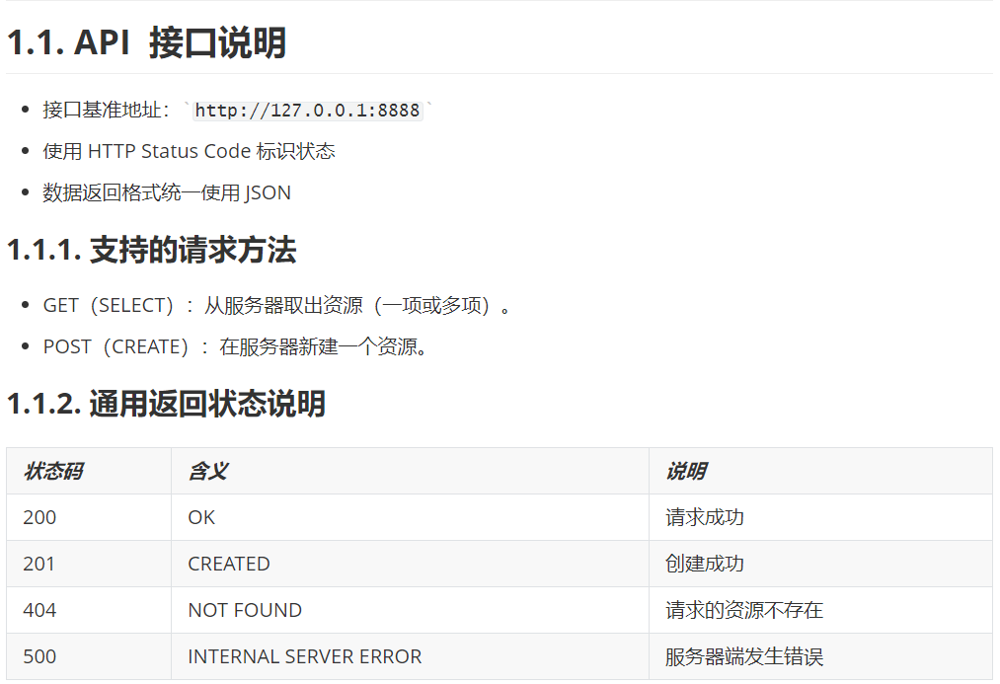 1.1. API 接口说明
接口基准地址：`http://127.0.0.1:8888`
使用 HTTP Status Code 标识状态
数据返回格式统一使用 JSON
1.1.1. 支持的请求方法
GET（SELECT）：从服务器取出资源（一项或多项）。
POST（CREATE）：在服务器新建一个资源。
1.1.2. 通用返回状态说明
状态码 含义 说明
200 OK 请求成功
201 CREATED 创建成功
404 NOT FOUND 请求的资源不存在
500 INTERNAL SERVER ERROR 服务器端发生错误